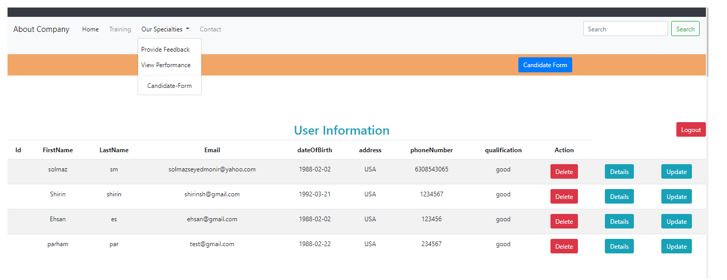 About Company Home Training Our Specialties Contact Search Search
Provide Feedback
View Performance
Candidate-Form
Candidate Form
User Information
Logout
Id FirstName LastName Email dateOfBirth address phoneNumber qualification Action
solmaz sm solmazseyedmonir@yahoo.com 1988-02-02 USA 6308543065 good Delete Details Update
Shirin shirin shirinsh@gmail.com 1992-03-21 USA 1234567 good Delete Details Update
Ehsan es ehsan@gmail.com 1988-02-02 USA 123456 good Delete Details Update
parham par test@gmail.com 1988-02-22 USA 234567 good Delete Details Update